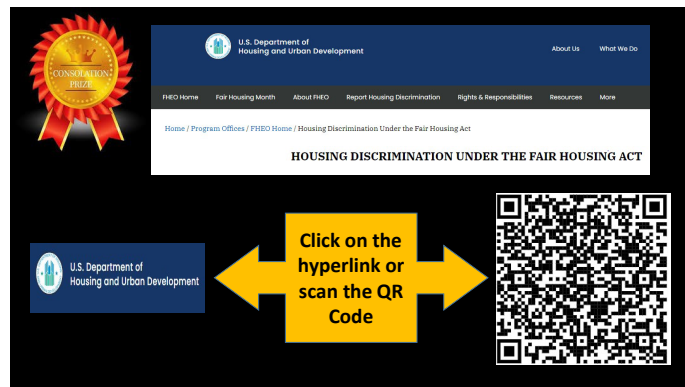 CONSOLATION
PRIZE
U.S. Department of
Housing and Urban Development
About Us What We Do
FHEO Home Fair Housing Month About FHEO Report Housing Discrimination Rights & Responsibilities Resources More
Home / Program Offices / FHEO Home / Housing Discrimination Under the Fair Housing Act
HOUSING DISCRIMINATION UNDER THE FAIR HOUSING ACT
U.S. Department of
Housing and Urban Development
Click on the
hyperlink or
scan the QR
Code